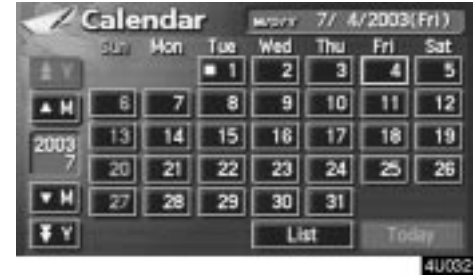 Calendar M/D/Y 7/ 4/2003(Fri)
Sun Mon Tue Wed Thu Fri Sat
Y ■ 1 2 3 4 5
▲ M 6 7 8 9 10 11 12
2003 13 14 15 16 17 18 19
7 20 21 22 23 24 25 26
▼ M 27 28 29 30 31
Y List Today
4U032